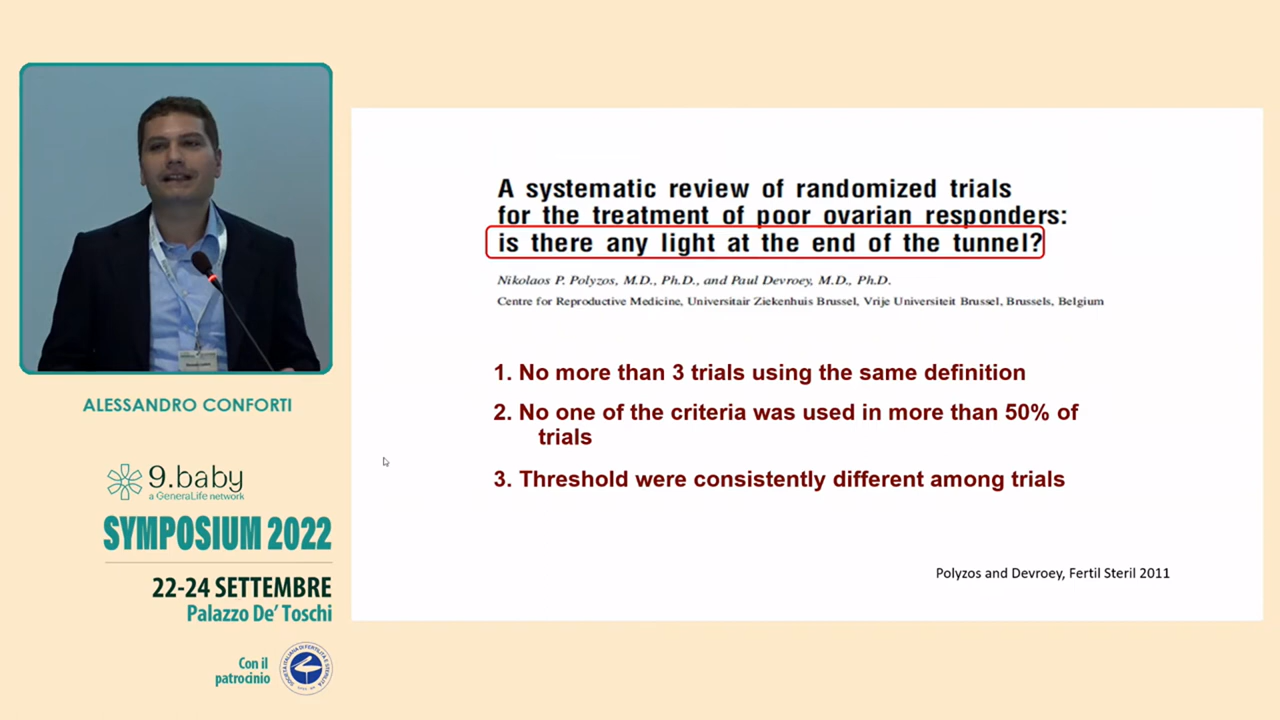 A systematic review of randomized trials
for the treatment of poor ovarian responders:
is there any light at the end of the tunnel?
Nikolaos P. Polyzos, M.D., Ph.D., and Paul Devroey, M.D., Ph.D.
Centre for Reproductive Medicine, Universitair Ziekenhuis Brussel, Vrije Universiteit Brussel, Brussels, Belgium
1. No more than 3 trials using the same definition
2. No one of the criteria was used in more than 50% of
trials
3. Threshold were consistently different among trials
Polyzos and Devroey, Fertil Steril 2011
ALESSANDRO CONFORTI
9.baby
a GeneraLife network
SYMPOSIUM 2022
22-24 SETTEMBRE
Palazzo De’ Toschi
Con il
patrocinio
SOCIETÀ ITALIANA DI FERTILITÀ E STERILITÀ